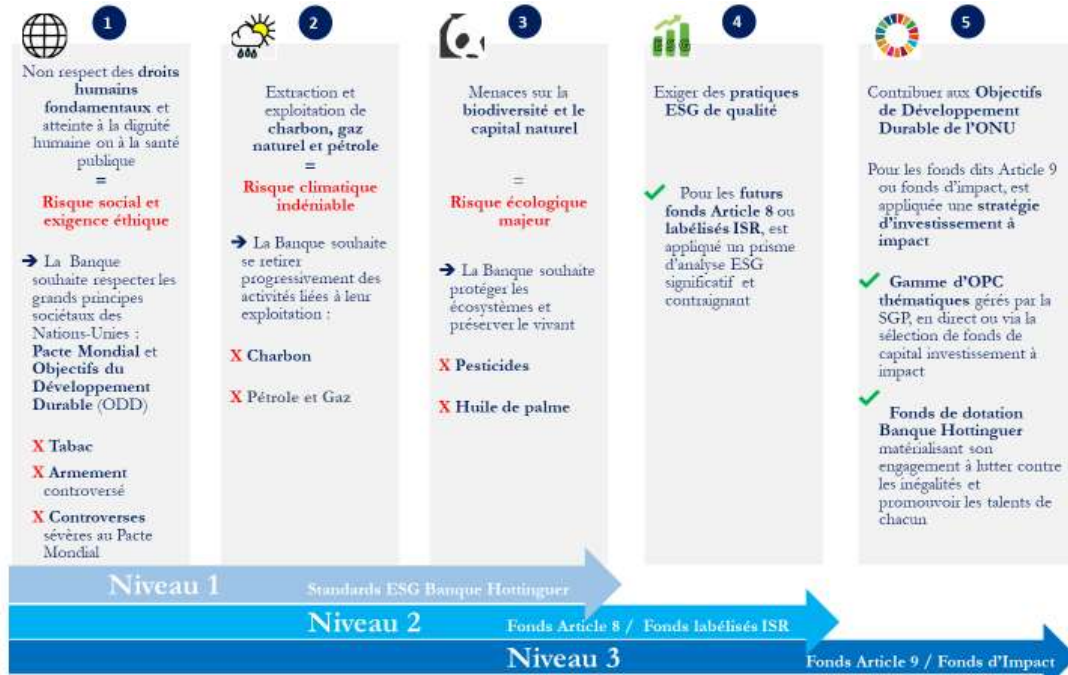 1
Non respect des droits
humains
fondamentaux et
atteinte à la dignité
humaine ou à la santé
publique
=
Risque social et
exigence éthique
➔ La Banque
souhaite respecter les
grands principes
sociétaux des
Nations-Unies :
Pacte Mondial et
Objectifs du
Développement
Durable (ODD)
X Tabac
X Armement
controversé
X Controverses
sévères au Pacte
Mondial
2
Extraction et
exploitation de
charbon, gaz
naturel et pétrole
=
Risque climatique
indéniable
➔ La Banque souhaite
se retirer
progressivement des
activités liées à leur
exploitation :
X Charbon
X Pétrole et Gaz
3
Menaces sur la
biodiversité et le
capital naturel
=
Risque écologique
majeur
➔ La Banque souhaite
protéger les
écosystèmes et
préserver le vivant
X Pesticides
X Huile de palme
4
ESG
Exiger des pratiques
ESG de qualité
✓ Pour les futurs
fonds Article 8 ou
labélisés ISR, est
appliqué un prisme
d'analyse ESG
significatif et
contraignant
5
Contribuer aux Objectifs
de Développement
Durable de l'ONU
Pour les fonds dits Article 9
ou fonds d'impact, est
appliquée une stratégie
d'investissement à
impact
✓ Gamme d'OPC
thématiques gérés par la
SGP, en direct ou via la
sélection de fonds de
capital investissement à
impact
✓ Fonds de dotation
Banque Hottinguer
matérialisant son
engagement à lutter contre
les inégalités et
promouvoir les talents de
chacun
Niveau 1 Standards ESG Banque Hottinguer
Niveau 2 Fonds Article 8 / Fonds labélisés ISR
Niveau 3 Fonds Article 9 / Fonds d'Impact